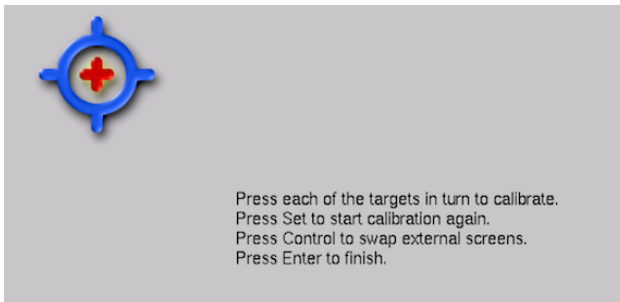 Press each of the targets in turn to calibrate.
Press Set to start calibration again.
Press Control to swap external screens.
Press Enter to finish.